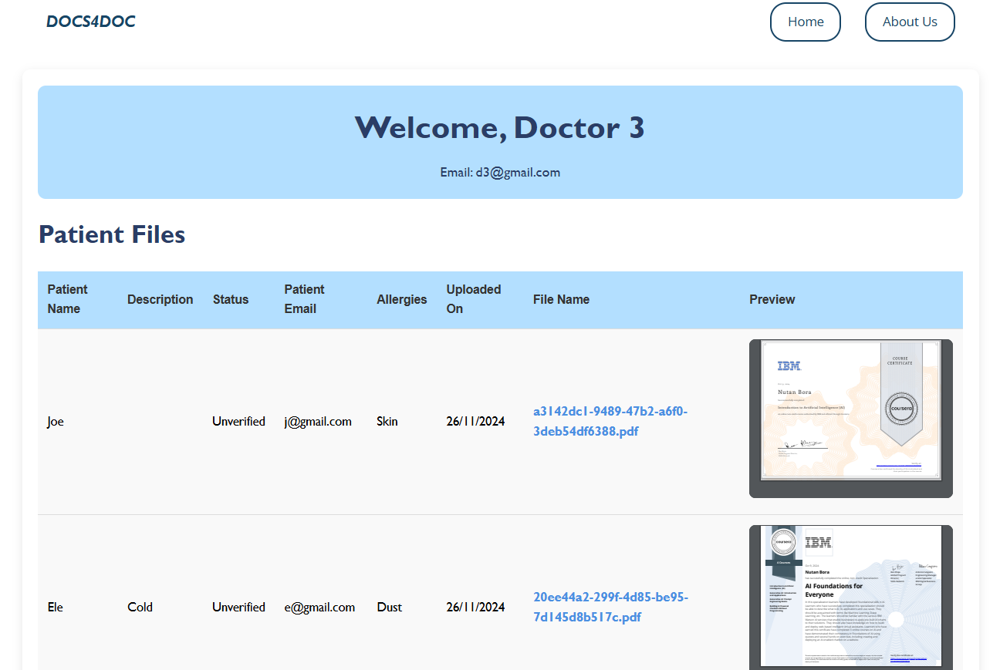 DOCS4DOC
Home
About Us
Welcome, Doctor 3
Email: d3@gmail.com
Patient Files
Patient Name
Description
Status
Patient Email
Allergies
Uploaded On
File Name
Preview
Joe
Unverified
j@gmail.com
Skin
26/11/2024
a3142dc1-9489-47b2-a6f0-
3deb54df6388.pdf
IBM
COURSE
CERTIFICATE
Nutan Bora
Introduction to Artificial Intelligence (AI)
coursera
Ele
Cold
Unverified
e@gmail.com
Dust
26/11/2024
20ee44a2-299f-4d85-be95-
7d145d8b517c.pdf
coursera
IBM
4 Courses
Nutan Bora
AI Foundations for
Everyone